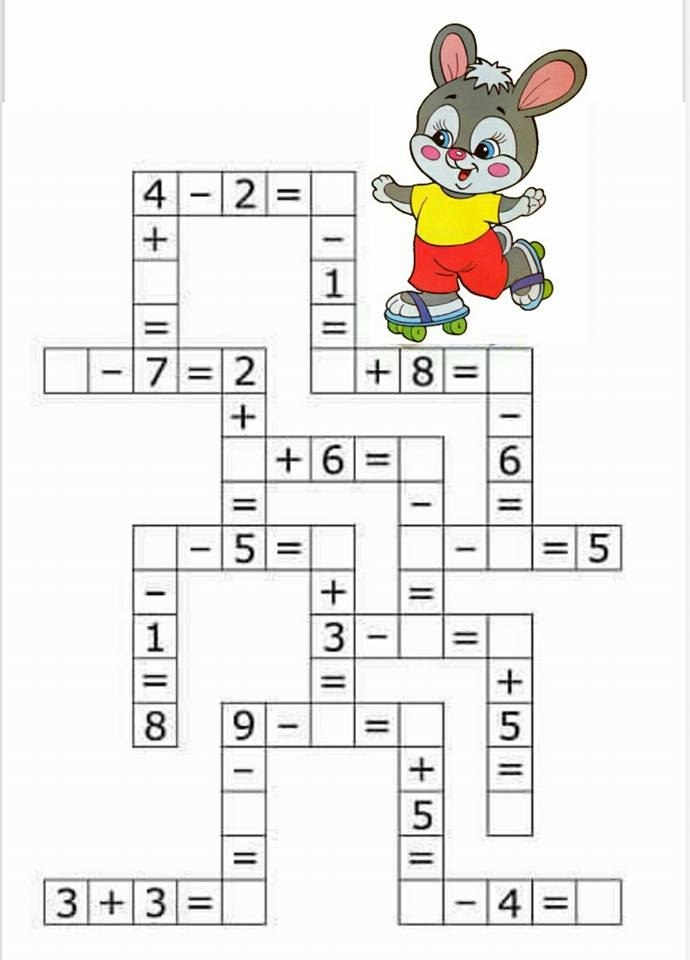 4 − 2 =
+ −
1
= =
− 7 = 2 + 8 =
+ −
+ 6 = 6
= − =
− 5 = − = 5
− + =
1 3 − =
= = +
8 9 − = 5
− + =
5
= =
3 + 3 = − 4 =